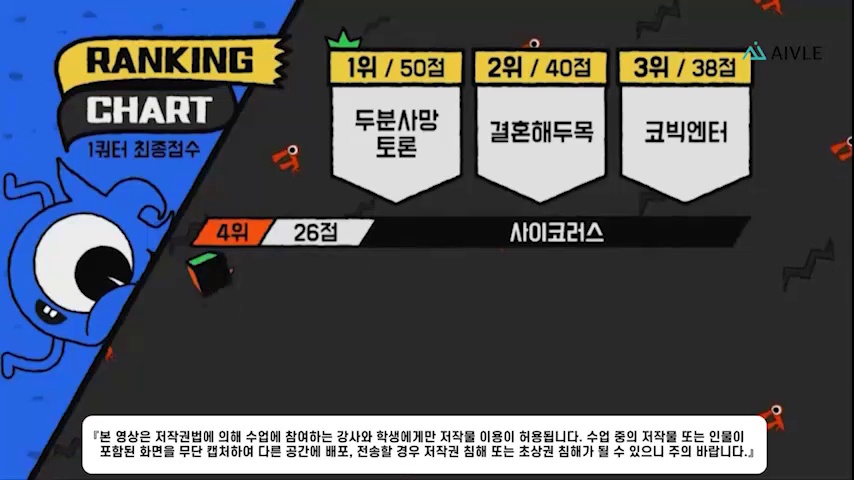 AIVLE
RANKING
CHART
1쿼터 최종점수
1위 / 50점
두분사망
토론
2위 / 40점
결혼해두목
3위 / 38점
코빅엔터
4위 26점 사이코러스
『본 영상은 저작권법에 의해 수업에 참여하는 강사와 학생에게만 저작물 이용이 허용됩니다. 수업 중의 저작물 또는 인물이
포함된 화면을 무단 캡처하여 다른 공간에 배포, 전송할 경우 저작권 침해 또는 초상권 침해가 될 수 있으니 주의 바랍니다.』